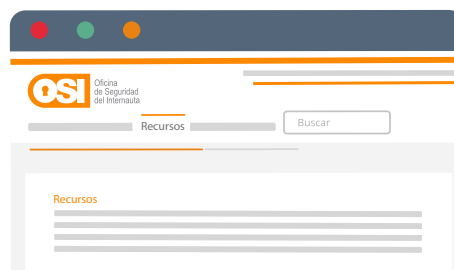 OSI
Oficina
de Seguridad
del Internauta
Recursos
Buscar
Recursos